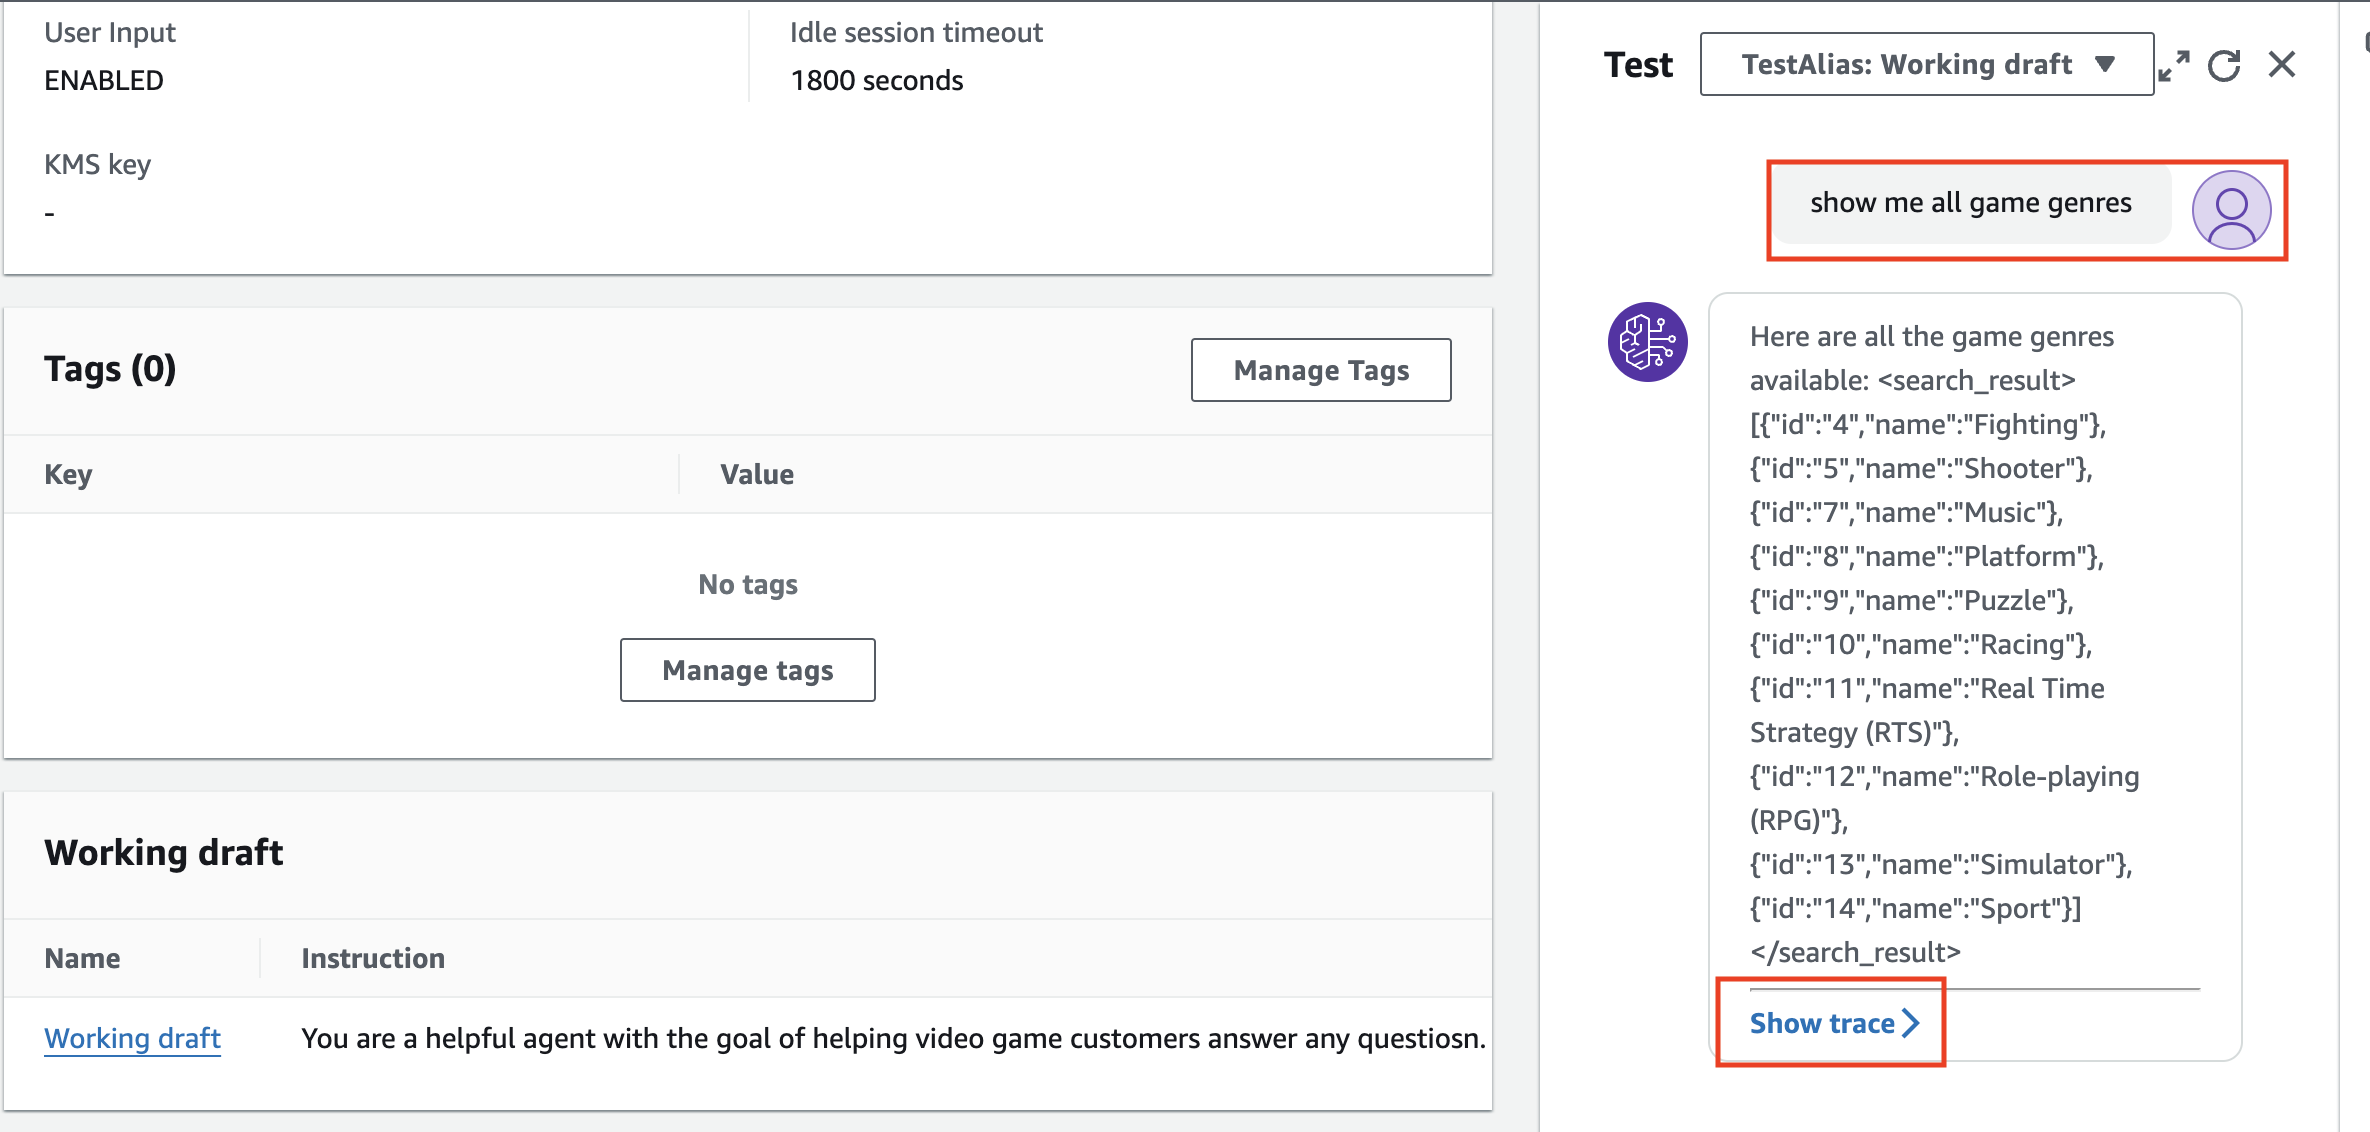 User Input
ENABLED
Idle session timeout
1800 seconds
KMS key
-
Tags (0)
Manage Tags
Key
Value
No tags
Manage tags
Working draft
Name
Instruction
Working draft
You are a helpful agent with the goal of helping video game customers answer any questiosn.
Test
TestAlias: Working draft
show me all game genres
Here are all the game genres
available: <search_result>
[{"id":"4","name":"Fighting"},
{"id":"5","name":"Shooter"},
{"id":"7","name":"Music"},
{"id":"8","name":"Platform"},
{"id":"9","name":"Puzzle"},
{"id":"10","name":"Racing"},
{"id":"11","name":"Real Time
Strategy (RTS)"},
{"id":"12","name":"Role-playing
(RPG)"},
{"id":"13","name":"Simulator"},
{"id":"14","name":"Sport"}]
</search_result>
Show trace